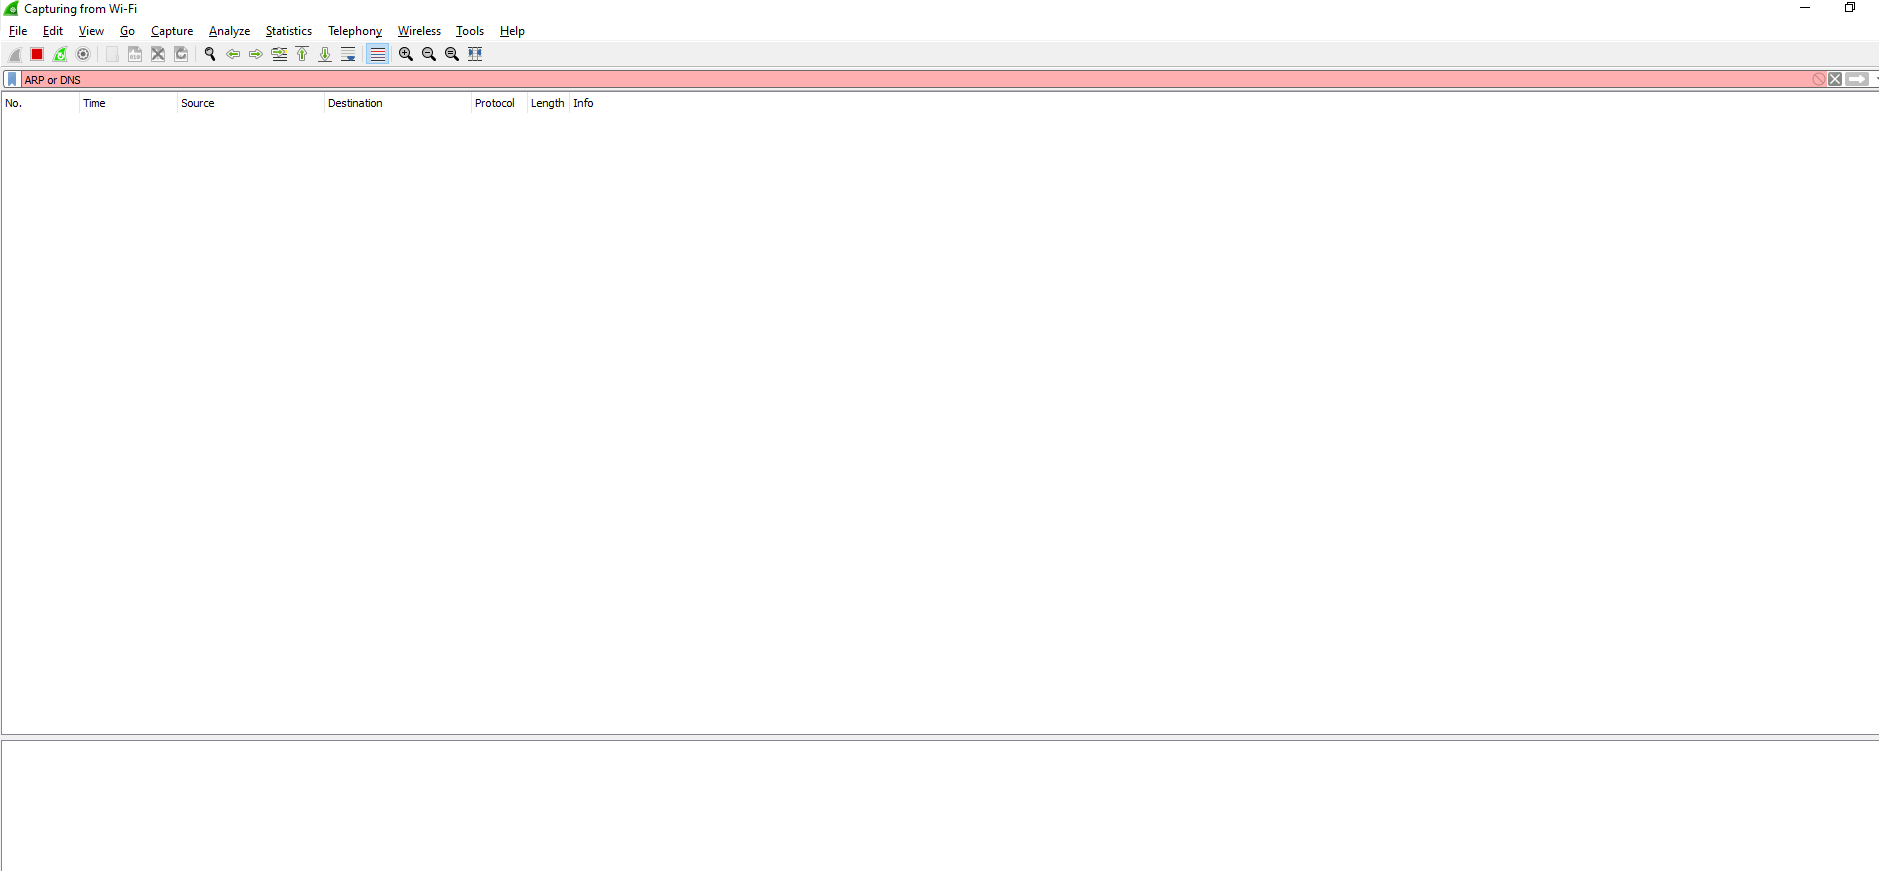 Capturing from Wi-Fi
File Edit View Go Capture Analyze Statistics Telephony Wireless Tools Help
ARP or DNS
No. Time Source Destination Protocol Length Info